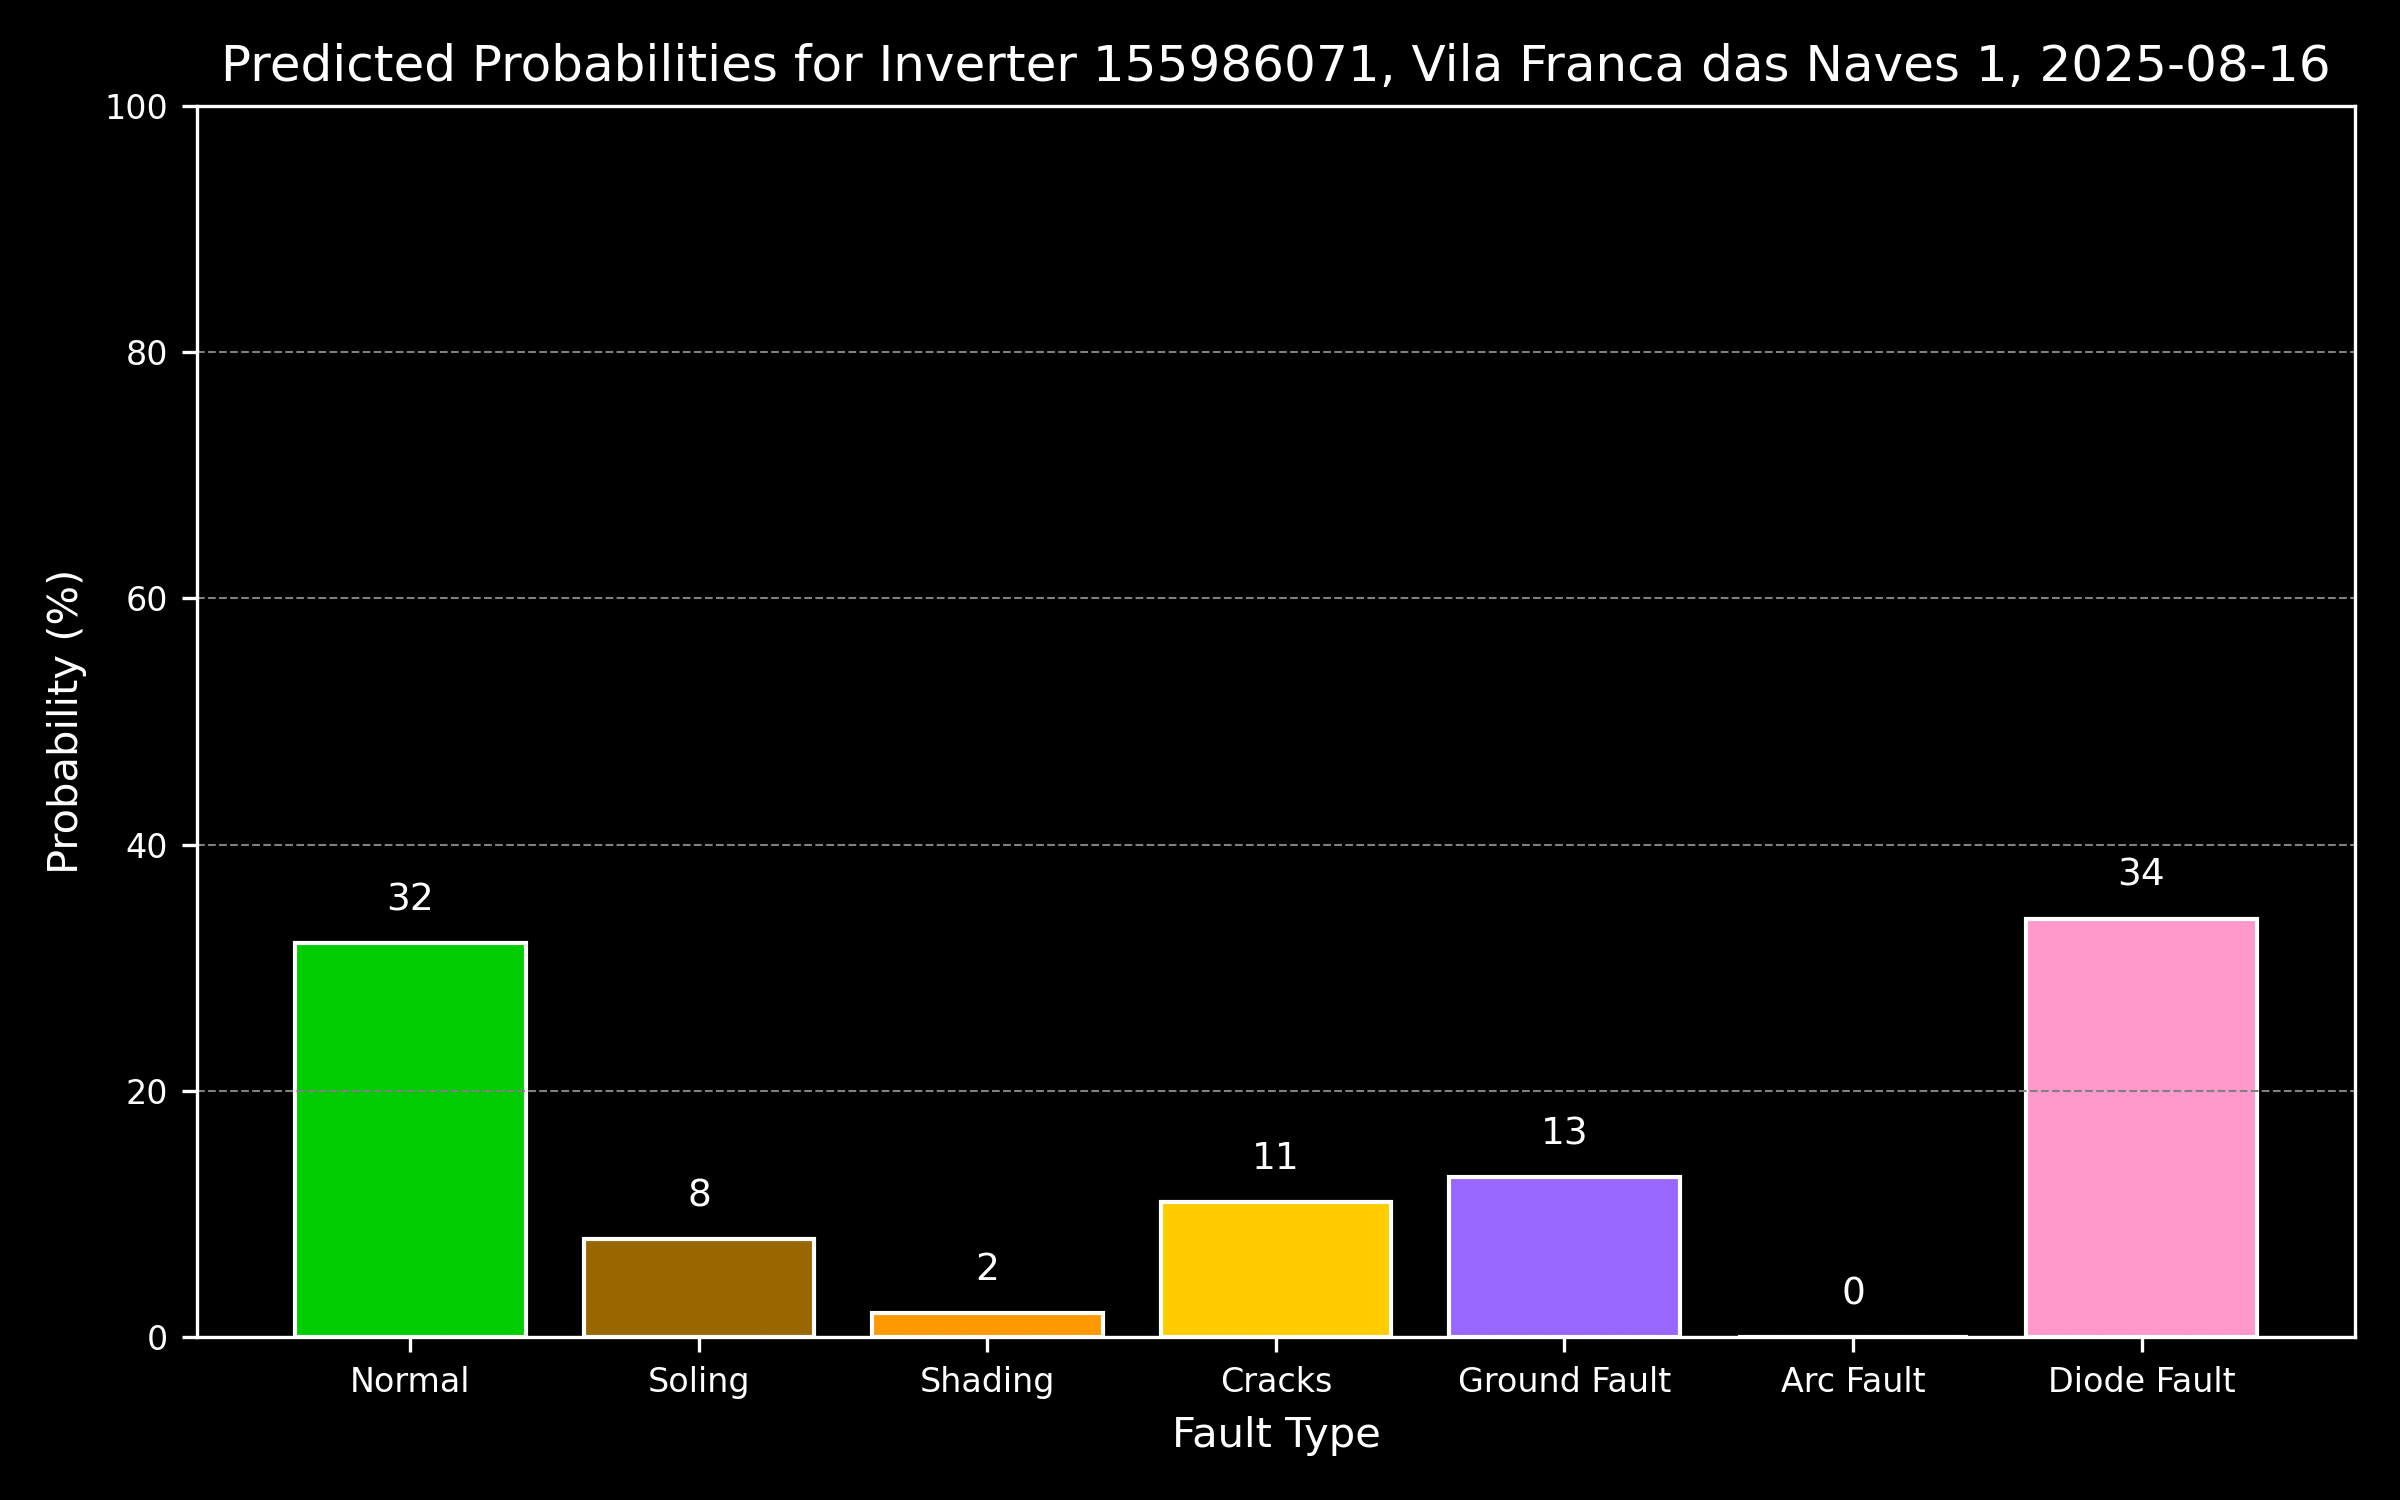 Predicted Probabilities for Inverter 155986071, Vila Franca das Naves 1, 2025-08-16
100
80
60
40
20
0
Probability (%)
32
8
2
11
13
0
34
Normal
Soling
Shading
Cracks
Ground Fault
Arc Fault
Diode Fault
Fault Type